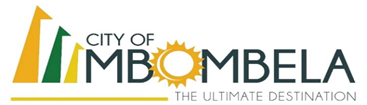 CITY OF
MBOMBELA
THE ULTIMATE DESTINATION